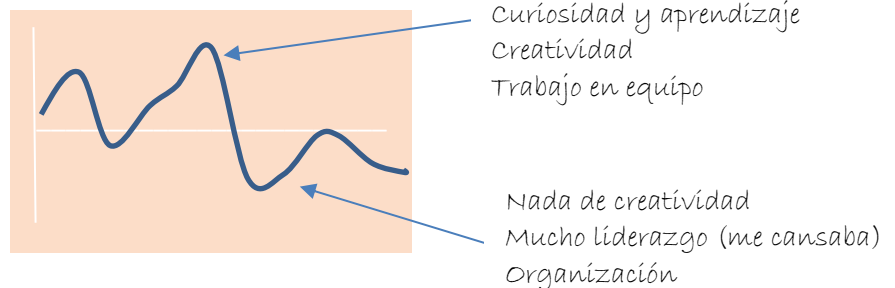 Curiosidad y aprendizaje
Creatividad
Trabajo en equipo
Nada de creatividad
Mucho liderazgo (me cansaba)
Organización